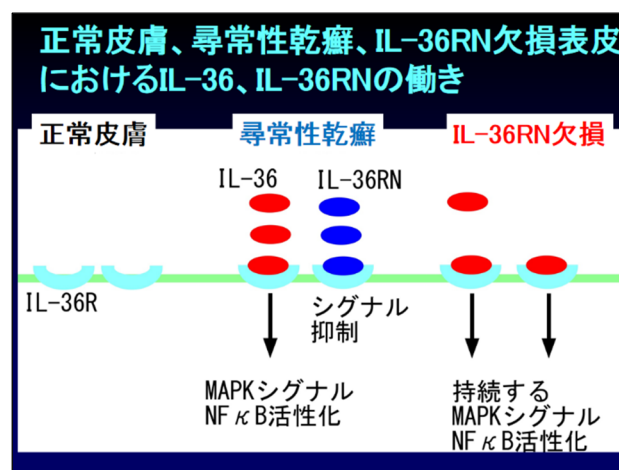 正常皮膚、尋常性乾癬、IL-36RN欠損表皮
におけるIL-36、IL-36RNの働き
正常皮膚
尋常性乾癬
IL-36RN欠損
IL-36
IL-36RN
IL-36R
シグナル
抑制
MAPKシグナル
NFκB活性化
持続する
MAPKシグナル
NFκB活性化